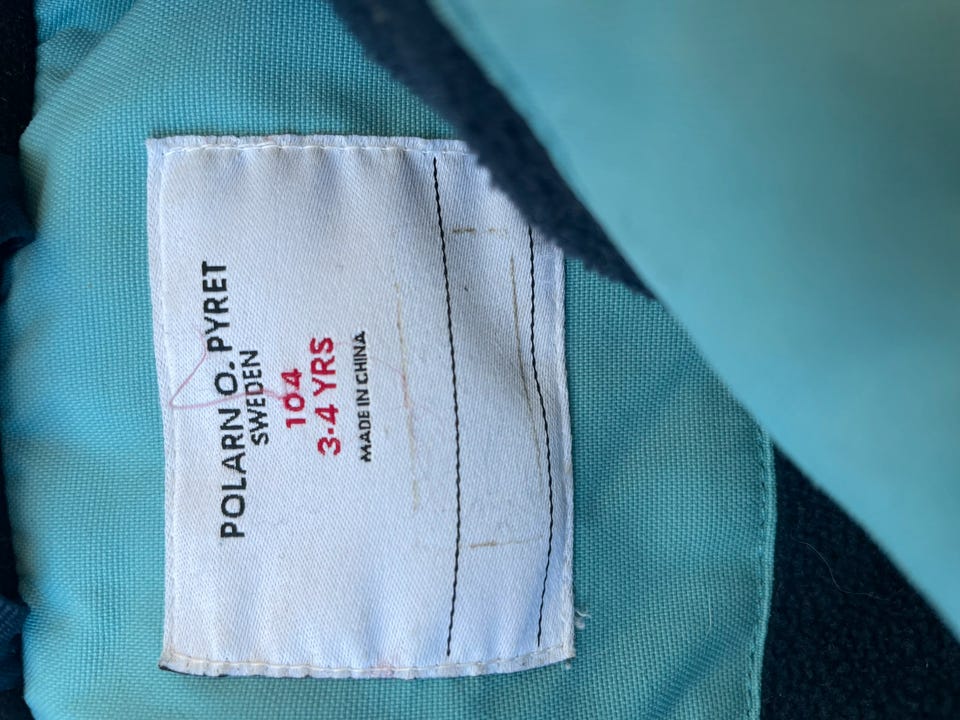 POLARN O. PYRET
SWEDEN
104
3-4 YRS
MADE IN CHINA